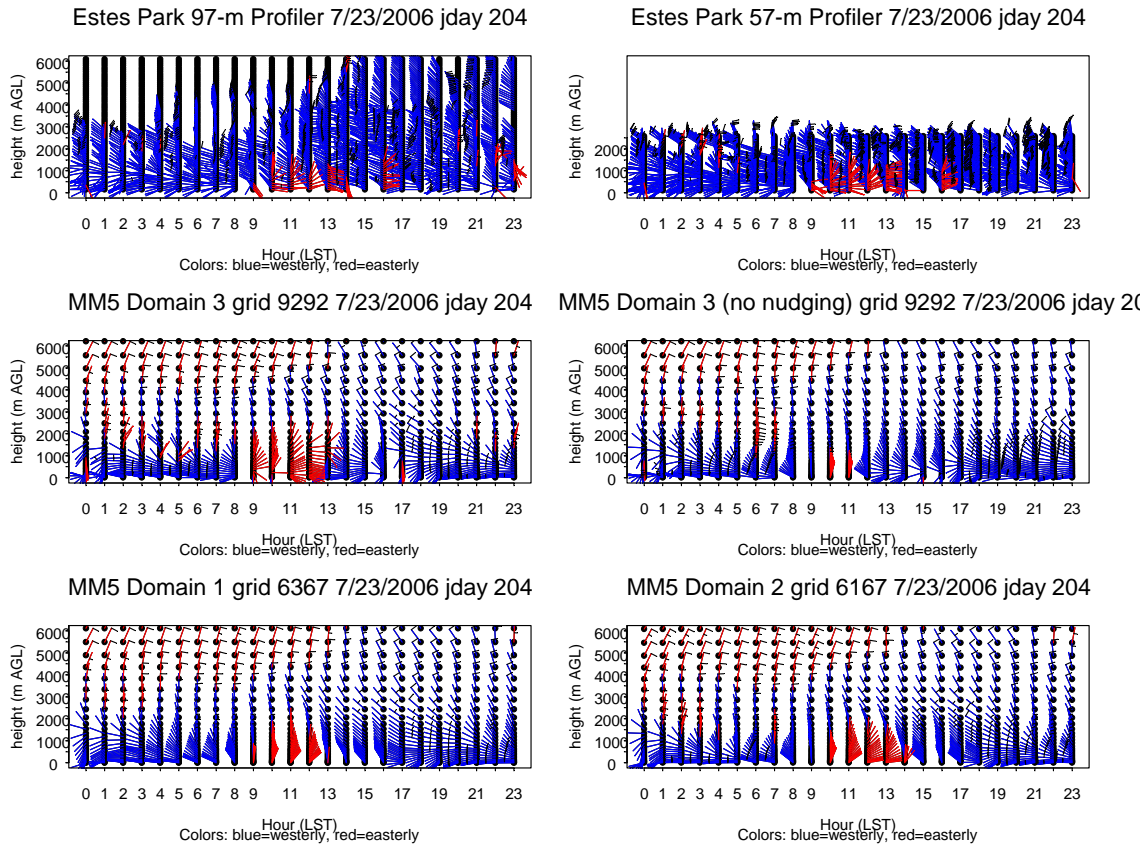 Estes Park 97-m Profiler 7/23/2006 jday 204
height (m AGL)
6000
5000
4000
3000
2000
1000
0
0 1 2 3 4 5 6 7 8 9 11 13 15 17 19 21 23
Hour (LST)
Colors: blue=westerly, red=easterly
Estes Park 57-m Profiler 7/23/2006 jday 204
height (m AGL)
2000
1000
0
0 1 2 3 4 5 6 7 8 9 11 13 15 17 19 21 23
Hour (LST)
Colors: blue=westerly, red=easterly
MM5 Domain 3 grid 9292 7/23/2006 jday 204
height (m AGL)
6000
5000
4000
3000
2000
1000
0
0 1 2 3 4 5 6 7 8 9 11 13 15 17 19 21 23
Hour (LST)
Colors: blue=westerly, red=easterly
MM5 Domain 3 (no nudging) grid 9292 7/23/2006 jday 20
height (m AGL)
6000
5000
4000
3000
2000
1000
0
0 1 2 3 4 5 6 7 8 9 11 13 15 17 19 21 23
Hour (LST)
Colors: blue=westerly, red=easterly
MM5 Domain 1 grid 6367 7/23/2006 jday 204
height (m AGL)
6000
5000
4000
3000
2000
1000
0
0 1 2 3 4 5 6 7 8 9 11 13 15 17 19 21 23
Hour (LST)
Colors: blue=westerly, red=easterly
MM5 Domain 2 grid 6167 7/23/2006 jday 204
height (m AGL)
6000
5000
4000
3000
2000
1000
0
0 1 2 3 4 5 6 7 8 9 11 13 15 17 19 21 23
Hour (LST)
Colors: blue=westerly, red=easterly